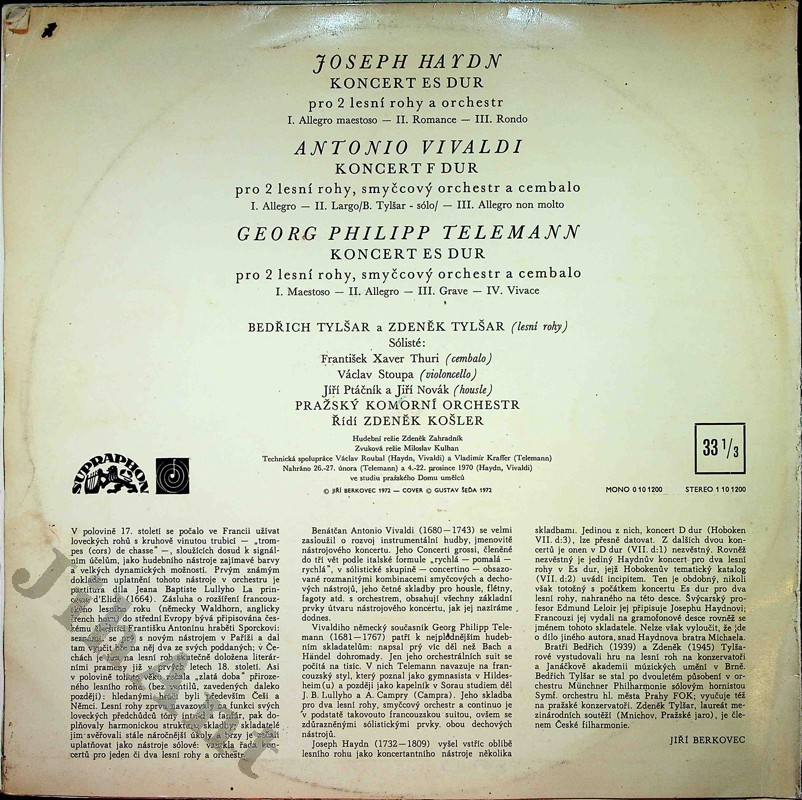 JOSEPH HAYDN
KONCERT ES DUR
pro 2 lesní rohy a orchestr
I. Allegro maestoso — II. Romance — III. Rondo
ANTONIO VIVALDI
KONCERT F DUR
pro 2 lesní rohy, smyčcový orchestr a cembalo
I. Allegro — II. Largo/B. Tylšar - sólo/ — III. Allegro non molto
GEORG PHILIPP TELEMANN
KONCERT ES DUR
pro 2 lesní rohy, smyčcový orchestr a cembalo
I. Maestoso — II. Allegro — III. Grave — IV. Vivace
BEDŘICH TYLŠAR a ZDENĚK TYLŠAR (lesní rohy)
Sólisté:
František Xaver Thuri (cembalo)
Václav Stoupa (violoncello)
Jiří Ptáčník a Jiří Novák (housle)
PRAŽSKÝ KOMORNÍ ORCHESTR
Řídí ZDENĚK KOŠLER
Hudební režie Zdeněk Zahradník
Zvuková režie Miloslav Kulhan
Technická spolupráce Václav Roubal (Haydn, Vivaldi) a Vladimír Kraffer (Telemann)
Nahráno 26.-27. února (Telemann) a 4.-22. prosince 1970 (Haydn, Vivaldi)
ve studiu pražského Domu umělců
© JIŘÍ BERKOVEC 1972 — COVER © GUSTAV ŠEĎA 1972
SUPRAPHON
33 1/3
MONO 0 10 1200 STEREO 1 10 1200
V polovině 17. století se počalo ve Francii užívat
loveckých rohů s kruhově vinutou trubicí — „trom-
pes (cors) de chasse" —, sloužících dosud k signál-
ním účelům, jako hudebního nástroje zajímavé barvy
a velkých dynamických možností. Prvým známým
dokladem uplatnění tohoto nástroje v orchestru je
partitura díla Jeana Baptisty Lullyho La prin-
cesse d'Elide (1664). Zásluha o rozšíření francouz-
ského lesního rohu (německy Waldhorn, anglicky
french horn) do střední Evropy bývá připisována čes-
kému šlechtici Františku Antonínu hraběti Sporckovi:
seznámil se prý s novým nástrojem v Paříži a dal
tam vyučit hře na něj dva ze svých poddaných; v Če-
chách je hra na lesní roh skutečně doložena literár-
ními prameny již v prvých letech 18. století. Asi
v polovině tohoto věku začala „zlatá doba" přiroze-
ného lesního rohu (bez ventilů, zavedených daleko
později): hledanými hráči byli především Češi a
Němci. Lesní rohy zprvu navazovaly na funkci svých
loveckých předchůdců tóny intrád a fanfár, pak do-
plňovaly harmonickou strukturu skladby; skladatelé
jim svěřovali stále náročnější úkoly a brzy je počali
uplatňovat jako nástroje sólové: vznikla řada kon-
certů pro jeden či dva lesní rohy a orchestr.
Benátčan Antonio Vivaldi (1680—1743) se velmi
zasloužil o rozvoj instrumentální hudby, jmenovitě
nástrojového koncertu. Jeho Concerti grossi, členěné
do tří vět podle italské formule „rychlá — pomalá —
rychlá", v sólistické skupině — concertino — obsazo-
vané rozmanitými kombinacemi smyčcových a decho-
vých nástrojů, jeho četné skladby pro housle, flétny,
fagoty atd. s orchestrem, obsahují všechny základní
prvky útvaru nástrojového koncertu, jak jej nazíráme
dodnes.
Vivaldiho německý současník Georg Philipp Tele-
mann (1681—1767) patří k nejplodnějším hudeb-
ním skladatelům: napsal prý víc děl než Bach a
Händel dohromady. Jen jeho orchestrálních suit se
počítá na tisíc. V nich Telemann navazuje na fran-
couzský styl, který poznal jako gymnasista v Hildes-
heim(u) a později jako kapelník v Sorau studiem děl
J. B. Lullyho a A. Campry (Campra). Jeho skladba
pro dva lesní rohy, smyčcový orchestr a continuo je
v podstatě takovouto francouzskou suitou, ovšem se
zdůrazněnými sólistickými prvky obou dechových
nástrojů.
Joseph Haydn (1732—1809) vyšel vstříc oblibě
lesního rohu jako koncertantního nástroje několika
skladbami. Jedinou z nich, koncert D dur (Hoboken
VII. d:3), lze přesně datovat. Z dalších dvou kon-
certů je onen v D dur (VII. d:1) nezvěstný. Rovněž
nezvěstný je jediný Haydnův koncert pro dva lesní
rohy v Es dur, jejž Hobokenův tematický katalog
(VII. d:2) uvádí incipitem. Ten je obdobný, nikoli
však totožný s počátkem koncertu Es dur pro dva
lesní rohy, nahraného na této desce. Švýcarský pro-
fesor Edmund Leloir jej připisuje Josephu Haydnovi;
Francouzi jej vydali na gramofonové desce rovněž se
jménem tohoto skladatele. Nelze však vyloučit, že jde
o dílo jiného autora, snad Haydnova bratra Michaela.
Bratři Bedřich (1939) a Zdeněk (1945) Tylša-
rové vystudovali hru na lesní roh na konzervatoři
a Janáčkově akademii múzických umění v Brně.
Bedřich Tylšar se stal po dvouletém působení v or-
chestru Münchner Philharmonie sólovým hornistou
Symf. orchestru hl. města Prahy FOK; vyučuje též
na pražské konzervatoři. Zdeněk Tylšar, laureát me-
zinárodních soutěží (Mnichov, Pražské jaro), je čle-
nem České filharmonie.
JIŘÍ BERKOVEC